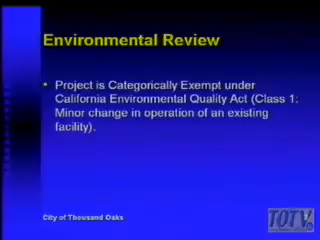 Environmental Review
• Project is Categorically Exempt under
California Environmental Quality Act (Class 1:
Minor change in operation of an existing
facility).
City of Thousand Oaks
TOTV